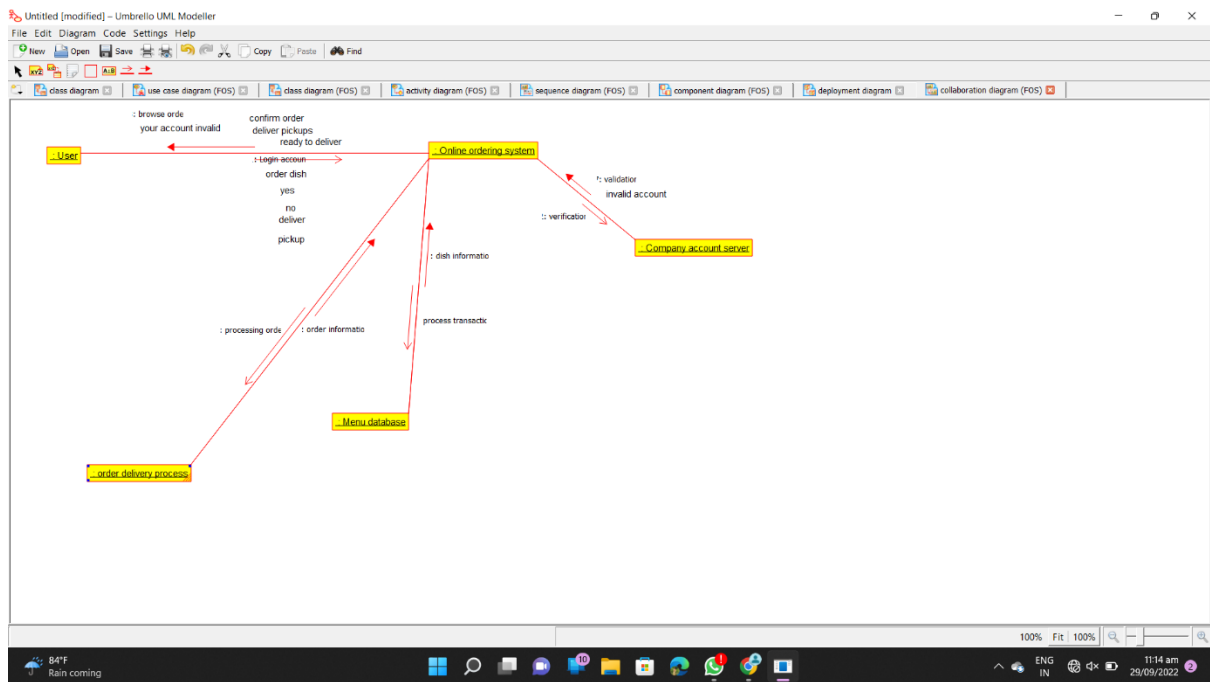 Untitled [modified] – Umbrello UML Modeller
File Edit Diagram Code Settings Help
New Open Save Copy Paste Find
class diagram use case diagram (FOS) class diagram (FOS) activity diagram (FOS) sequence diagram (FOS) component diagram (FOS) deployment diagram collaboration diagram (FOS)
: browse orde
your account invalid
confirm order
deliver pickups
ready to deliver
: User
: Online ordering system
: Login accoun
order dish
yes
no
deliver
pickup
: validation
invalid account
: verification
: Company account server
: dish informatio
: processing orde
: order informatio
process transactic
: Menu database
: order delivery process
100% Fit 100%
84°F
Rain coming
10
ENG
IN
11:14 am
29/09/2022
2